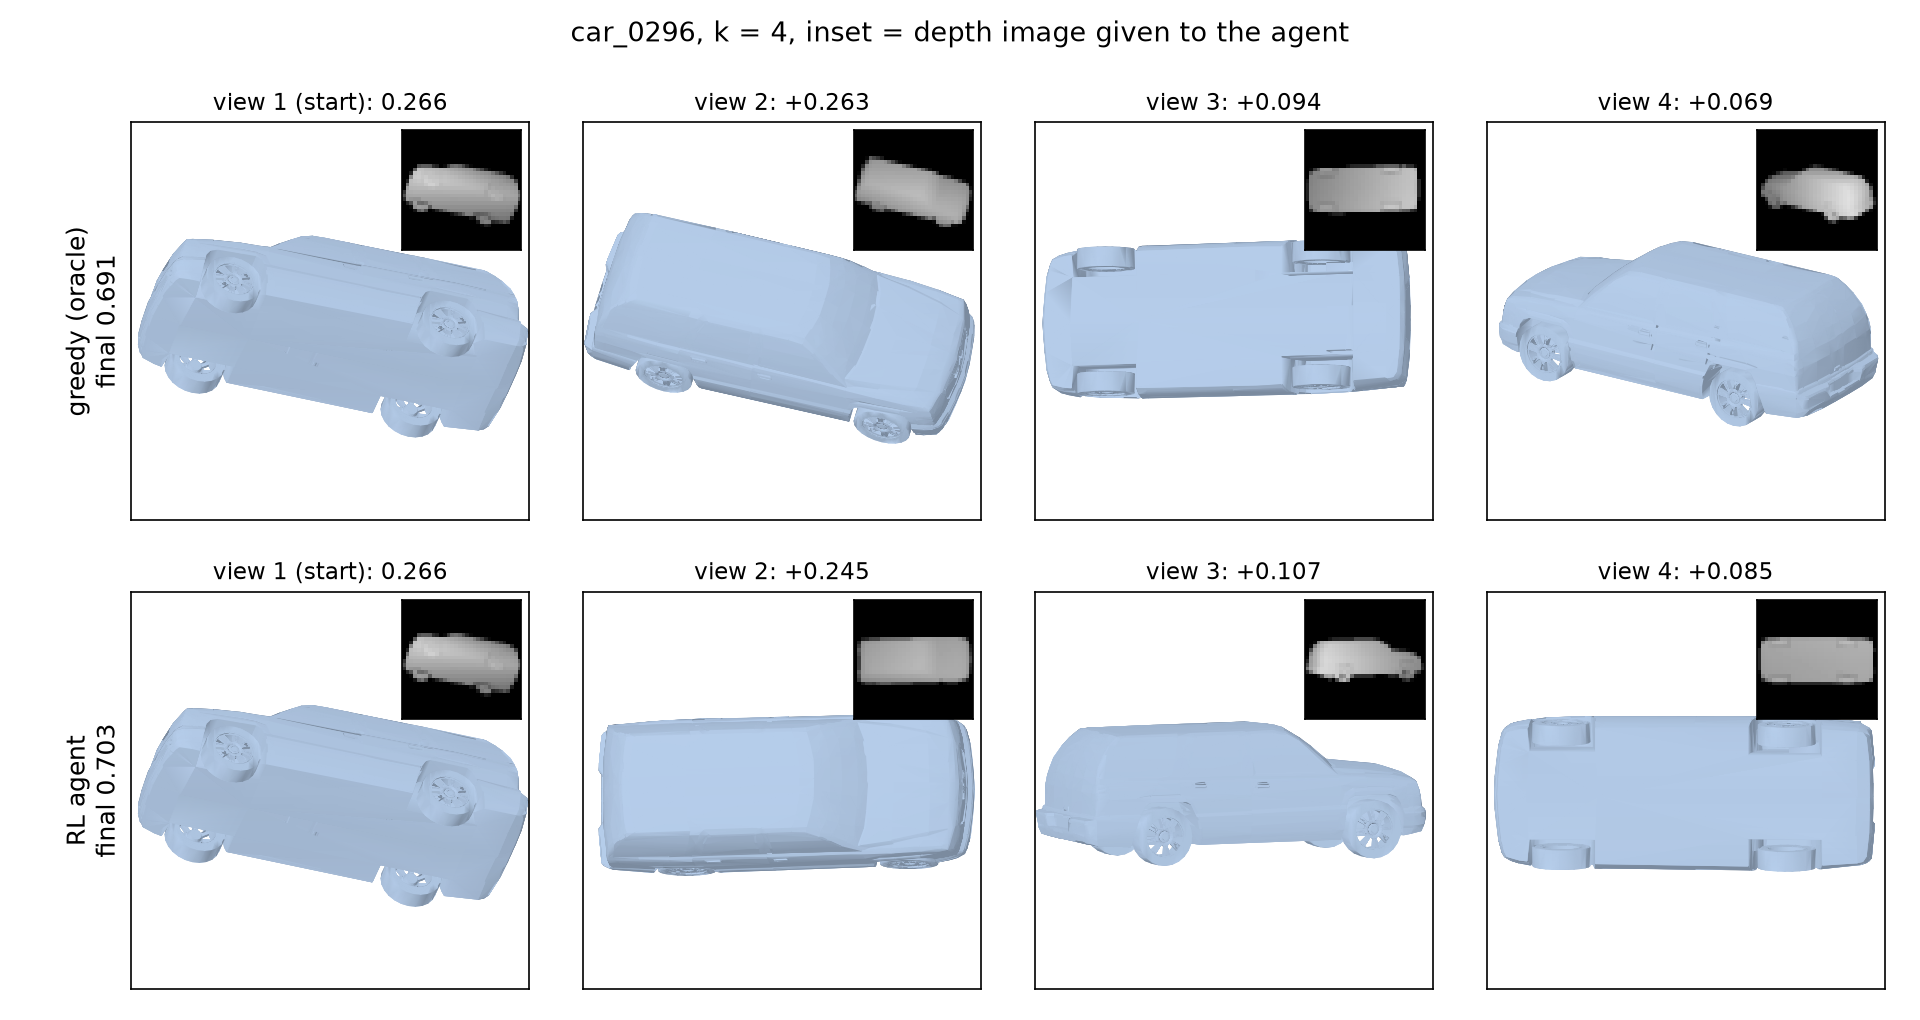 car_0296, k = 4, inset = depth image given to the agent
view 1 (start): 0.266
view 2: +0.263
view 3: +0.094
view 4: +0.069
greedy (oracle)
final 0.691
view 1 (start): 0.266
view 2: +0.245
view 3: +0.107
view 4: +0.085
RL agent
final 0.703